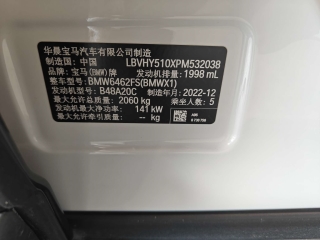 华晨宝马汽车有限公司制造
制造国：中国 LBVHY510XPM532038
品牌：宝马(BMW)牌 发动机排量：1998 mL
整车型号：BMW6462FS(BMWX1)
发动机型号：B48A20C 制造年月：2022-12
最大允许总质量：2060 kg 乘坐人数：5
发动机最大净功率：141 kW
最大允许牵引质量：-- kg